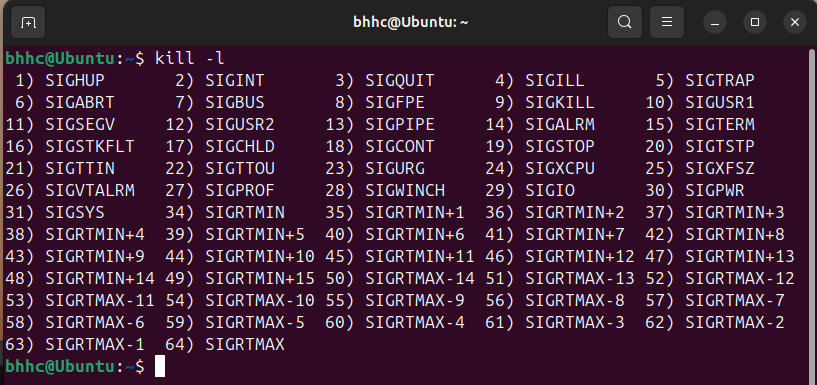 bhhc@Ubuntu: ~
bhhc@Ubuntu:~$ kill -l
 1) SIGHUP       2) SIGINT       3) SIGQUIT      4) SIGILL       5) SIGTRAP
 6) SIGABRT      7) SIGBUS       8) SIGFPE       9) SIGKILL     10) SIGUSR1
11) SIGSEGV     12) SIGUSR2     13) SIGPIPE     14) SIGALRM     15) SIGTERM
16) SIGSTKFLT   17) SIGCHLD     18) SIGCONT     19) SIGSTOP     20) SIGTSTP
21) SIGTTIN     22) SIGTTOU     23) SIGURG      24) SIGXCPU     25) SIGXFSZ
26) SIGVTALRM   27) SIGPROF     28) SIGWINCH    29) SIGIO       30) SIGPWR
31) SIGSYS      34) SIGRTMIN    35) SIGRTMIN+1  36) SIGRTMIN+2  37) SIGRTMIN+3
38) SIGRTMIN+4  39) SIGRTMIN+5  40) SIGRTMIN+6  41) SIGRTMIN+7  42) SIGRTMIN+8
43) SIGRTMIN+9  44) SIGRTMIN+10 45) SIGRTMIN+11 46) SIGRTMIN+12 47) SIGRTMIN+13
48) SIGRTMIN+14 49) SIGRTMIN+15 50) SIGRTMAX-14 51) SIGRTMAX-13 52) SIGRTMAX-12
53) SIGRTMAX-11 54) SIGRTMAX-10 55) SIGRTMAX-9  56) SIGRTMAX-8  57) SIGRTMAX-7
58) SIGRTMAX-6  59) SIGRTMAX-5  60) SIGRTMAX-4  61) SIGRTMAX-3  62) SIGRTMAX-2
63) SIGRTMAX-1  64) SIGRTMAX
bhhc@Ubuntu:~$